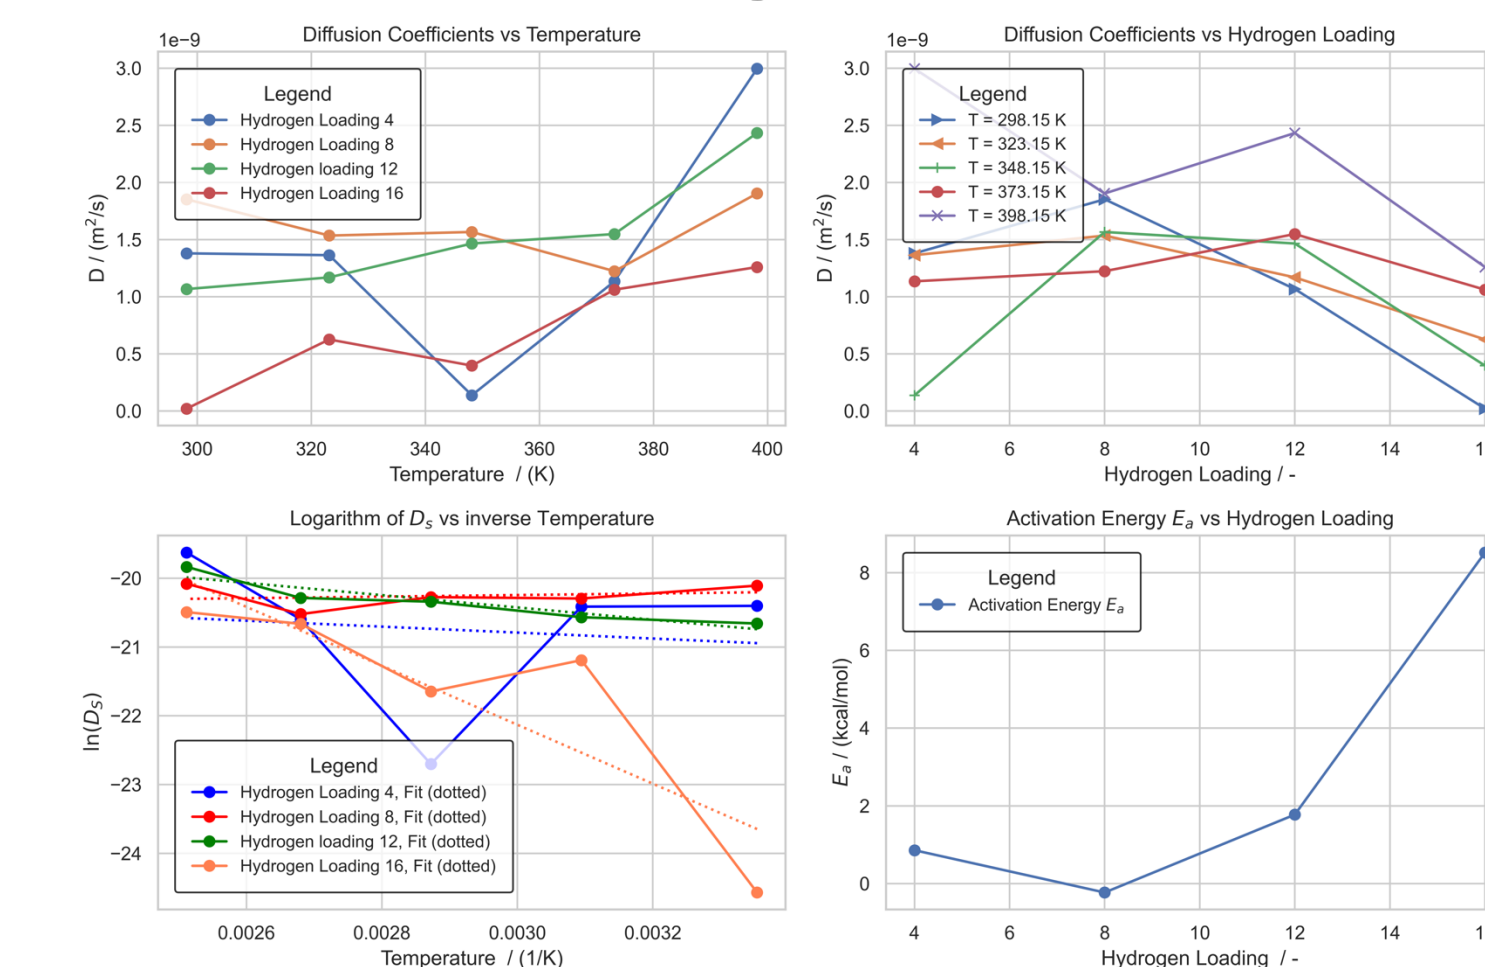 Diffusion Coefficients vs Temperature
1e−9
3.0
2.5
2.0
1.5
1.0
0.5
0.0
D / (m²/s)
Legend
Hydrogen Loading 4
Hydrogen Loading 8
Hydrogen loading 12
Hydrogen Loading 16
300 320 340 360 380 400
Temperature / (K)
Diffusion Coefficients vs Hydrogen Loading
1e−9
3.0
2.5
2.0
1.5
1.0
0.5
0.0
D / (m²/s)
Legend
T = 298.15 K
T = 323.15 K
T = 348.15 K
T = 373.15 K
T = 398.15 K
4 6 8 10 12 14 1
Hydrogen Loading / -
Logarithm of Dₛ vs inverse Temperature
−20
−21
−22
−23
−24
ln(D_S)
Legend
Hydrogen Loading 4, Fit (dotted)
Hydrogen Loading 8, Fit (dotted)
Hydrogen loading 12, Fit (dotted)
Hydrogen Loading 16, Fit (dotted)
0.0026 0.0028 0.0030 0.0032
Temperature / (1/K)
Activation Energy Eₐ vs Hydrogen Loading
8
6
4
2
0
Eₐ / (kcal/mol)
Legend
Activation Energy Eₐ
4 6 8 10 12 14 1
Hydrogen Loading / -